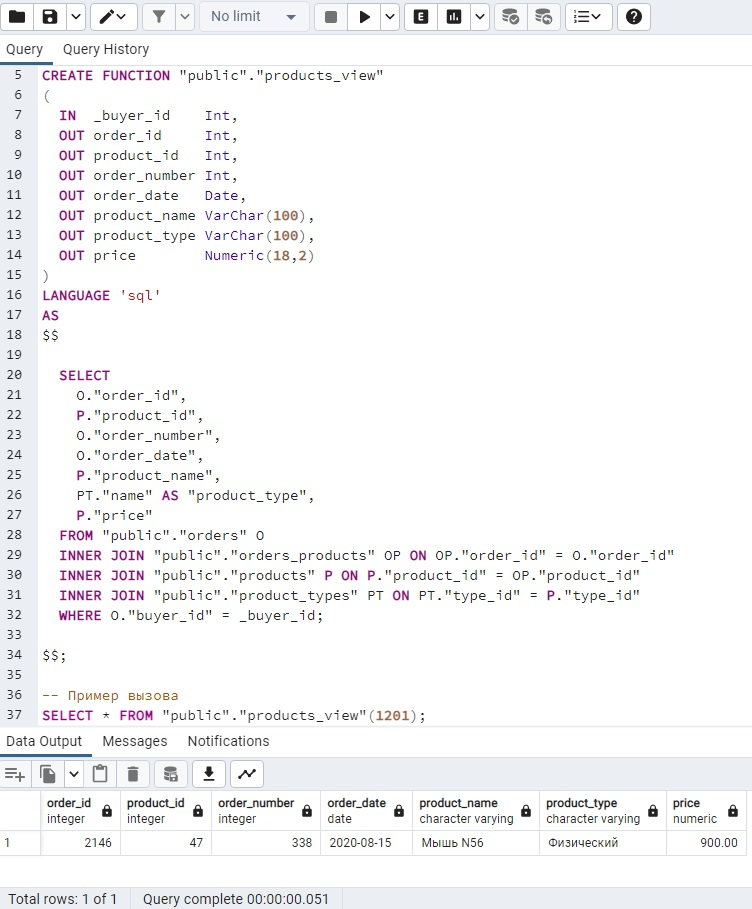 No limit
E
Query Query History
5 CREATE FUNCTION "public"."products_view"
6 (
7 IN _buyer_id Int,
8 OUT order_id Int,
9 OUT product_id Int,
10 OUT order_number Int,
11 OUT order_date Date,
12 OUT product_name VarChar(100),
13 OUT product_type VarChar(100),
14 OUT price Numeric(18,2)
15 )
16 LANGUAGE 'sql'
17 AS
18 $$
19
20 SELECT
21 O."order_id",
22 P."product_id",
23 O."order_number",
24 O."order_date",
25 P."product_name",
26 PT."name" AS "product_type",
27 P."price"
28 FROM "public"."orders" O
29 INNER JOIN "public"."orders_products" OP ON OP."order_id" = O."order_id"
30 INNER JOIN "public"."products" P ON P."product_id" = OP."product_id"
31 INNER JOIN "public"."product_types" PT ON PT."type_id" = P."type_id"
32 WHERE O."buyer_id" = _buyer_id;
33
34 $$;
35
36 -- Пример вызова
37 SELECT * FROM "public"."products_view"(1201);
Data Output Messages Notifications
order_id product_id order_number order_date product_name product_type price
integer integer integer date character varying character varying numeric
1 2146 47 338 2020-08-15 Мышь N56 Физический 900.00
Total rows: 1 of 1 Query complete 00:00:00.051